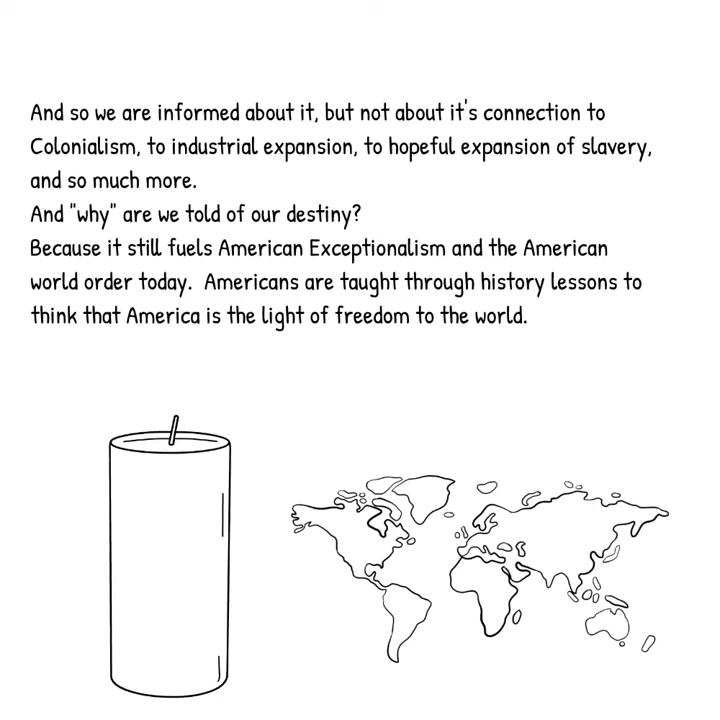 And so we are informed about it, but not about it's connection to
Colonialism, to industrial expansion, to hopeful expansion of slavery,
and so much more.
And "why" are we told of our destiny?
Because it still fuels American Exceptionalism and the American
world order today.  Americans are taught through history lessons to
think that America is the light of freedom to the world.